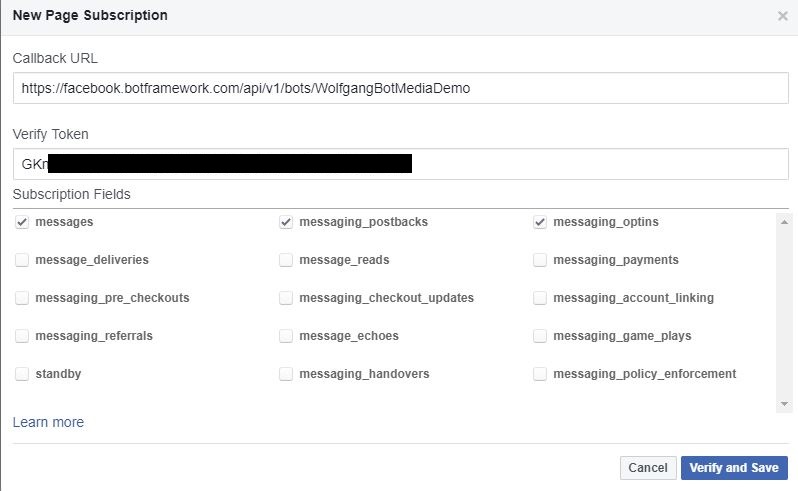 New Page Subscription
Callback URL
https://facebook.botframework.com/api/v1/bots/WolfgangBotMediaDemo
Verify Token
GKn
Subscription Fields
messages messaging_postbacks messaging_optins
message_deliveries message_reads messaging_payments
messaging_pre_checkouts messaging_checkout_updates messaging_account_linking
messaging_referrals message_echoes messaging_game_plays
standby messaging_handovers messaging_policy_enforcement
Learn more
Cancel Verify and Save